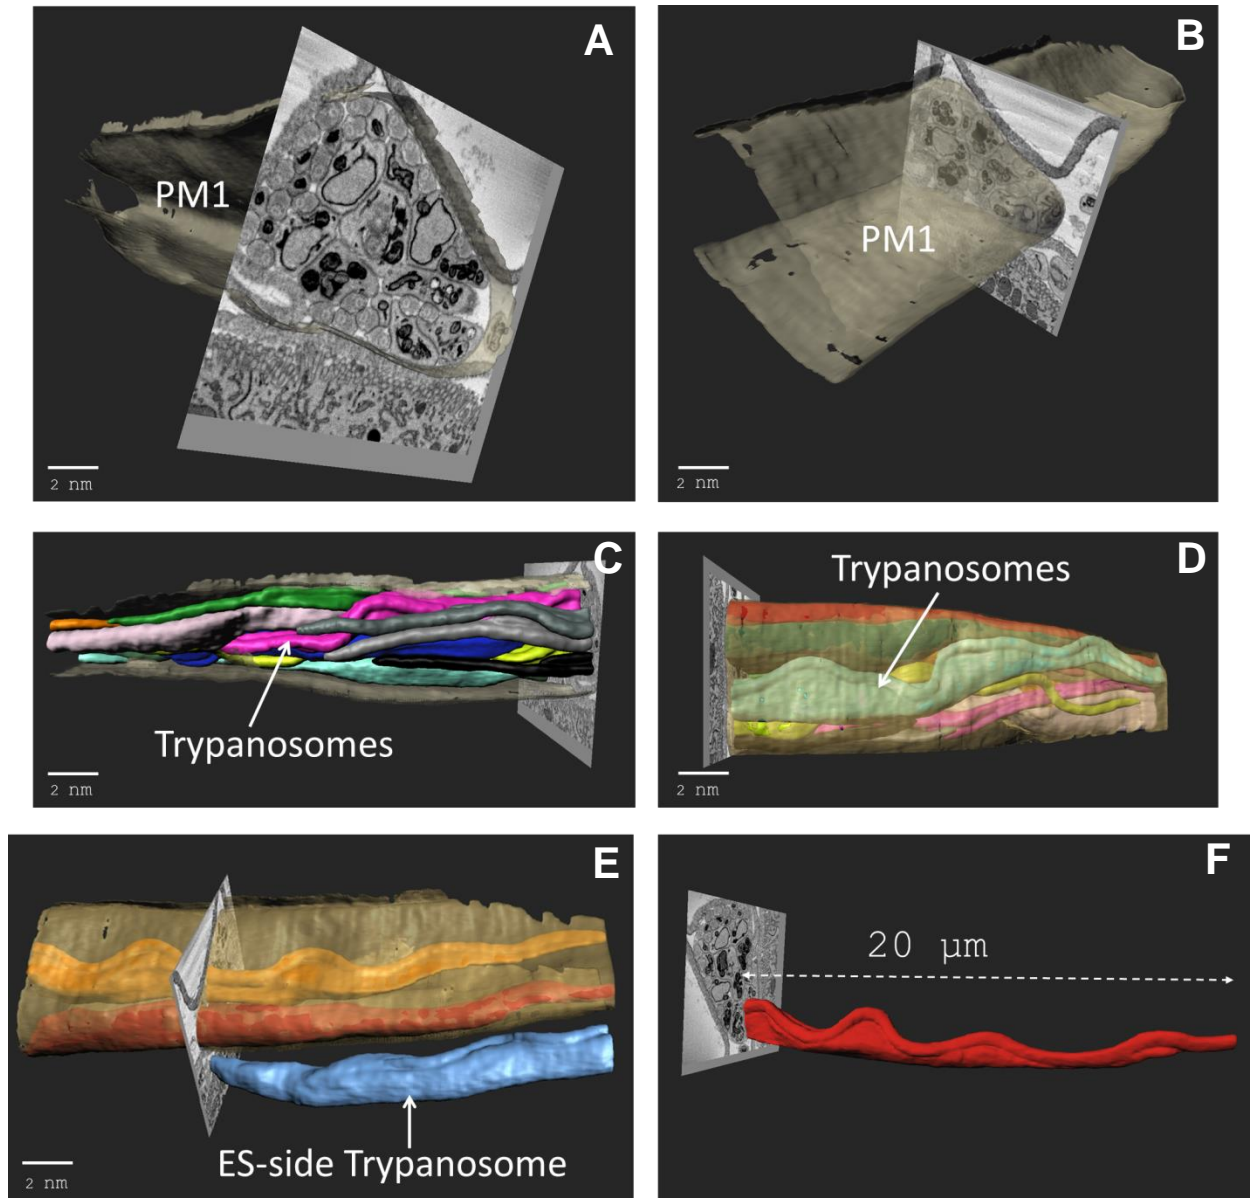 A
PM1
2 nm
B
PM1
2 nm
C
Trypanosomes
2 nm
D
Trypanosomes
2 nm
E
ES-side Trypanosome
2 nm
F
20 µm